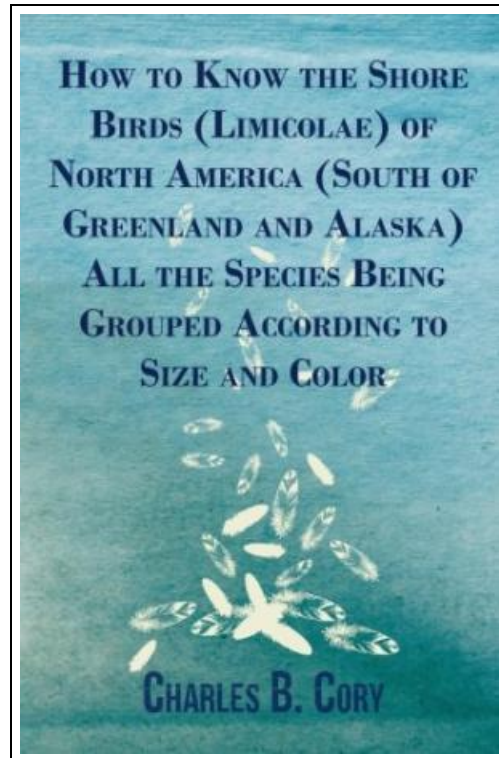 How to Know the Shore
Birds (Limicolae) of
North America (South of
Greenland and Alaska)
All the Species Being
Grouped According to
Size and Color
Charles B. Cory